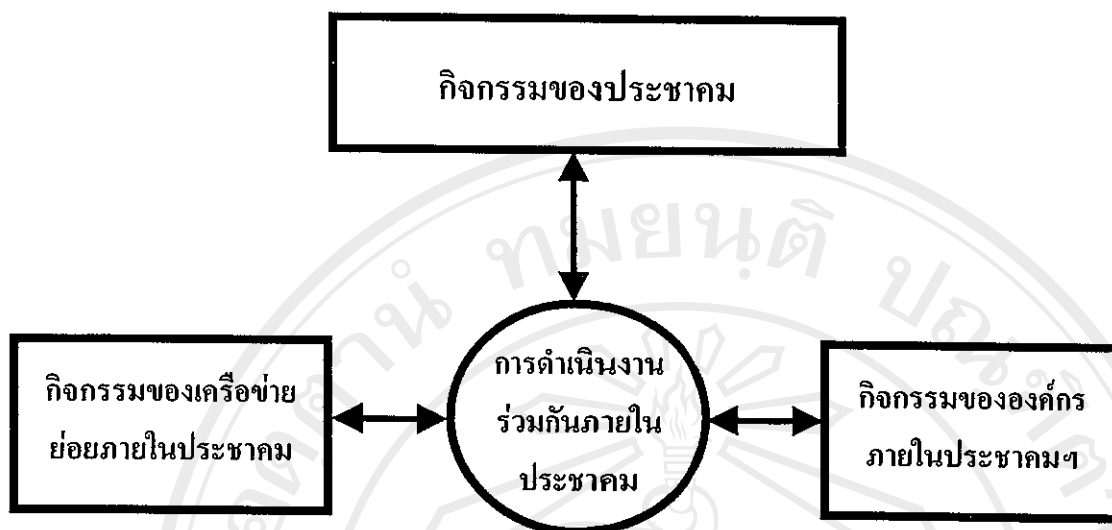 กิจกรรมของประชาคม
ทมยนฺติ
กิจกรรมของเครือข่าย
ย่อยภายในประชาคม
การดำเนินงาน
ร่วมกันภายใน
ประชาคม
กิจกรรมขององค์กร
ภายในประชาคมฯ